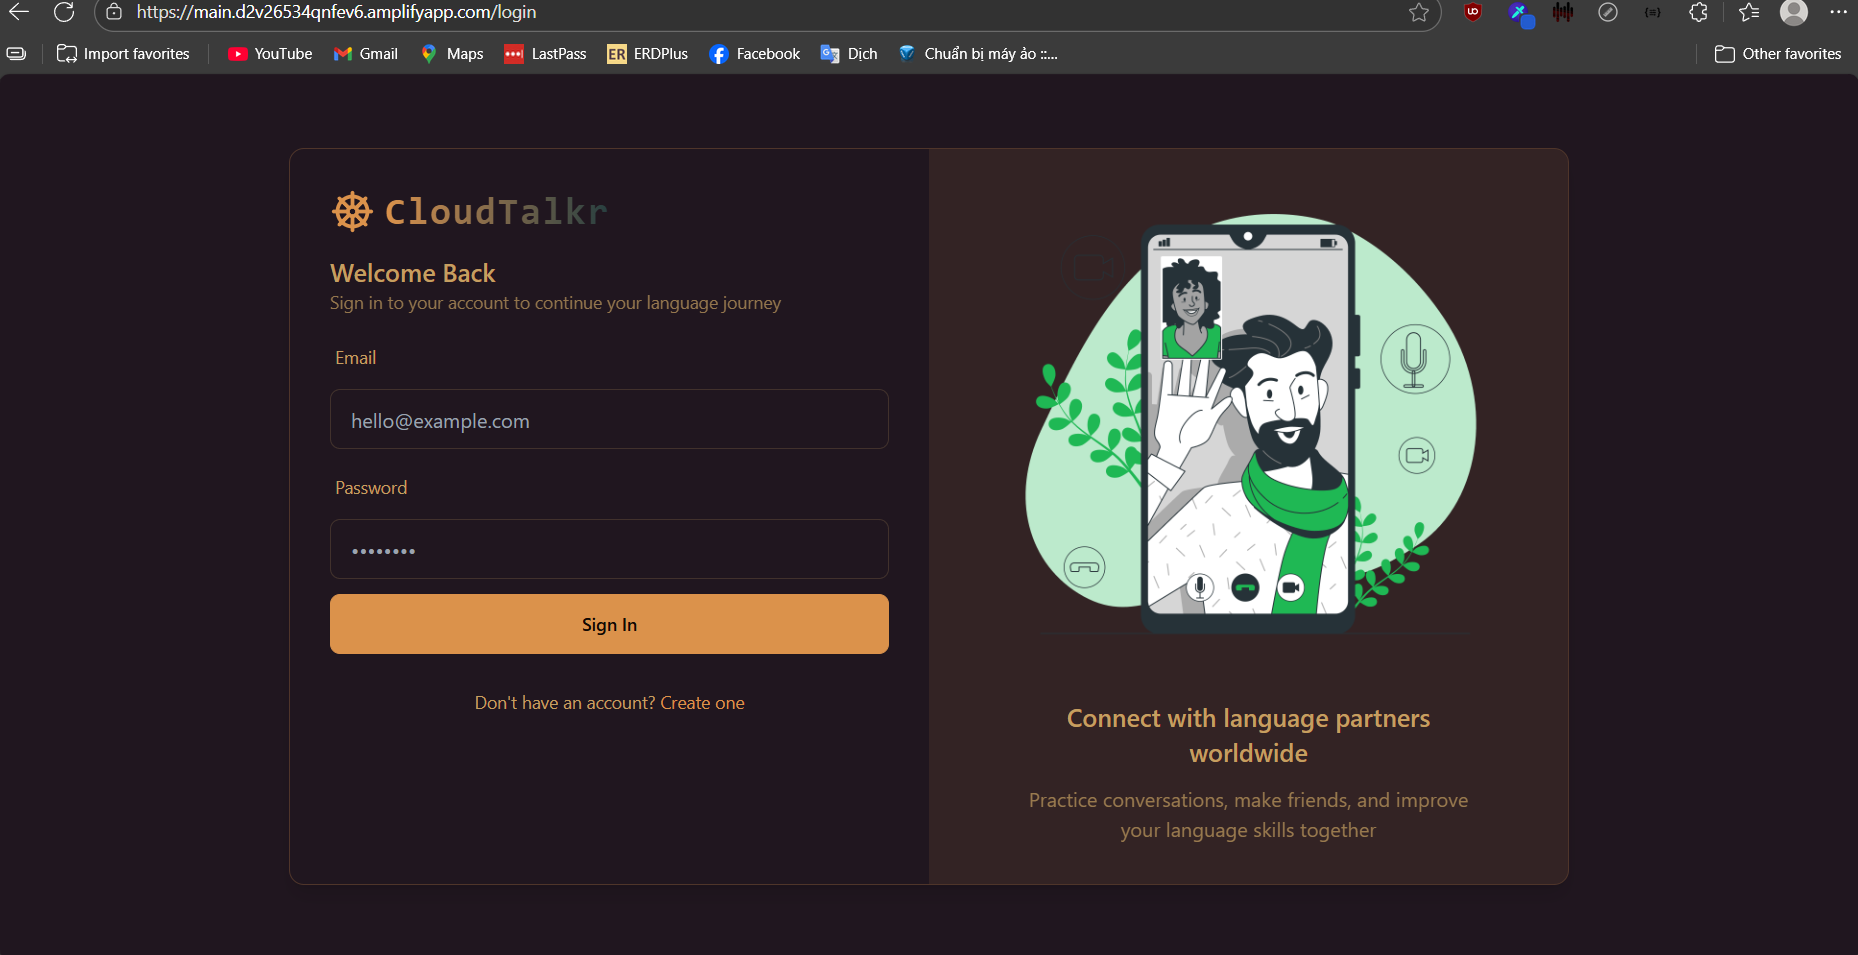 https://main.d2v26534qnfev6.amplifyapp.com/login
Import favorites
YouTube
Gmail
Maps
LastPass
ER ERDPlus
Facebook
Dịch
Chuẩn bị máy ảo ::...
Other favorites
CloudTalkr
Welcome Back
Sign in to your account to continue your language journey
Email
hello@example.com
Password
••••••••
Sign In
Don't have an account? Create one
Connect with language partners
worldwide
Practice conversations, make friends, and improve
your language skills together